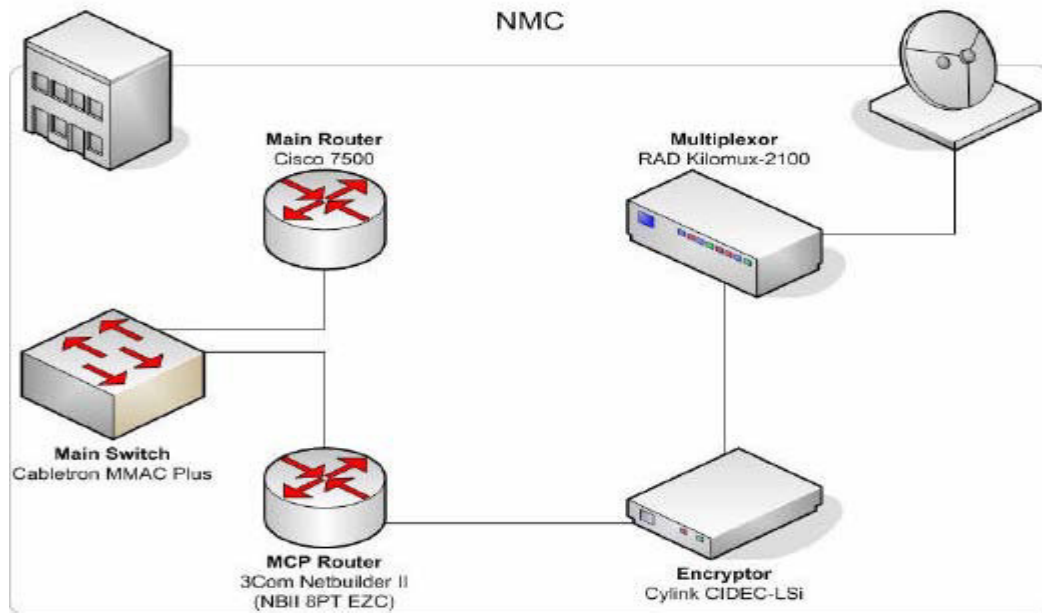 NMC
Main Router
Cisco 7500
Multiplexor
RAD Kilomux-2100
Main Switch
Cabletron MMAC Plus
MCP Router
3Com Netbuilder II
(NBII 8PT EZC)
Encryptor
Cylink CIDEC-LSi